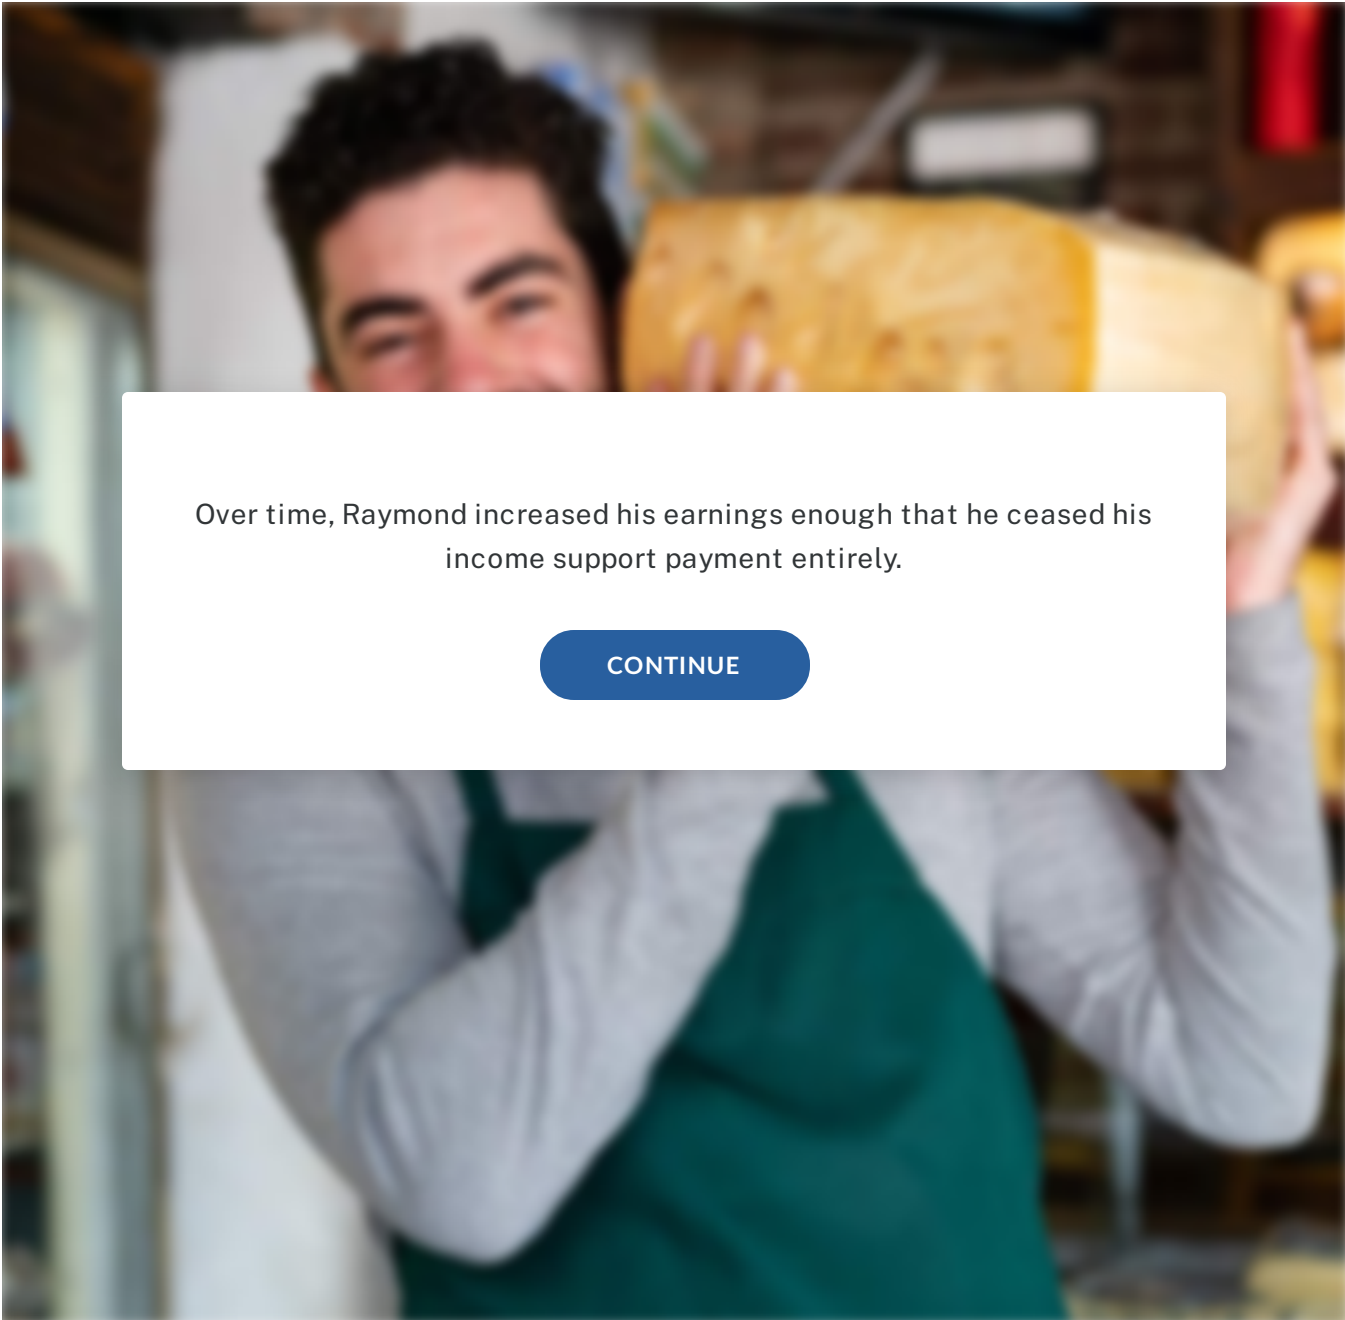 Over time, Raymond increased his earnings enough that he ceased his
income support payment entirely.
CONTINUE